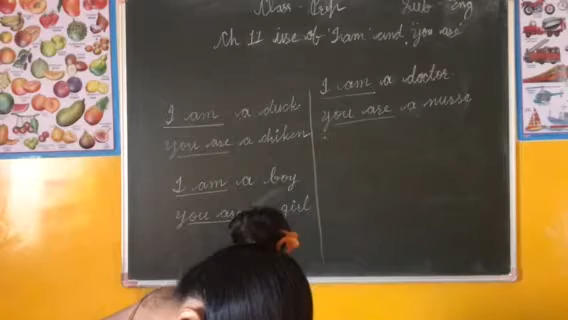 Class - Prep Sub - Eng
Ch 11 use of "I am" and "you are"
I am a duck.
you are a chiken
I am a boy
you are girl
I am a doctor.
you are a nurse